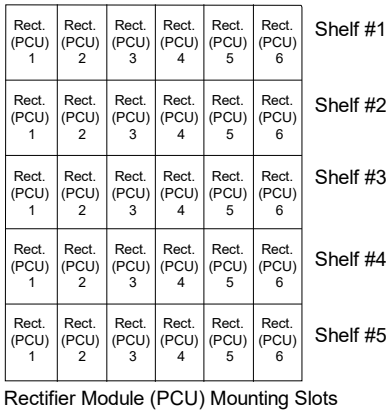 Rect. Rect. Rect. Rect. Rect. Rect. Shelf #1
(PCU) (PCU) (PCU) (PCU) (PCU) (PCU)
1 2 3 4 5 6
Rect. Rect. Rect. Rect. Rect. Rect. Shelf #2
(PCU) (PCU) (PCU) (PCU) (PCU) (PCU)
1 2 3 4 5 6
Rect. Rect. Rect. Rect. Rect. Rect. Shelf #3
(PCU) (PCU) (PCU) (PCU) (PCU) (PCU)
1 2 3 4 5 6
Rect. Rect. Rect. Rect. Rect. Rect. Shelf #4
(PCU) (PCU) (PCU) (PCU) (PCU) (PCU)
1 2 3 4 5 6
Rect. Rect. Rect. Rect. Rect. Rect. Shelf #5
(PCU) (PCU) (PCU) (PCU) (PCU) (PCU)
1 2 3 4 5 6
Rectifier Module (PCU) Mounting Slots